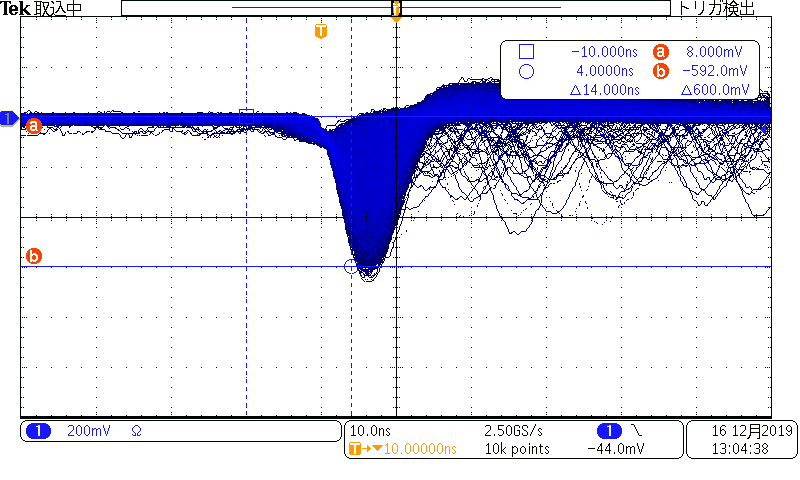 Tek 取込中 トリガ検出
T T
-10.000ns a 8.000mV
4.0000ns b -592.0mV
Δ14.000ns Δ600.0mV
1
a
b
1 200mV Ω
10.0ns 2.50GS/s 1
T→▼10.00000ns 10k points -44.0mV
16 12月2019
13:04:38